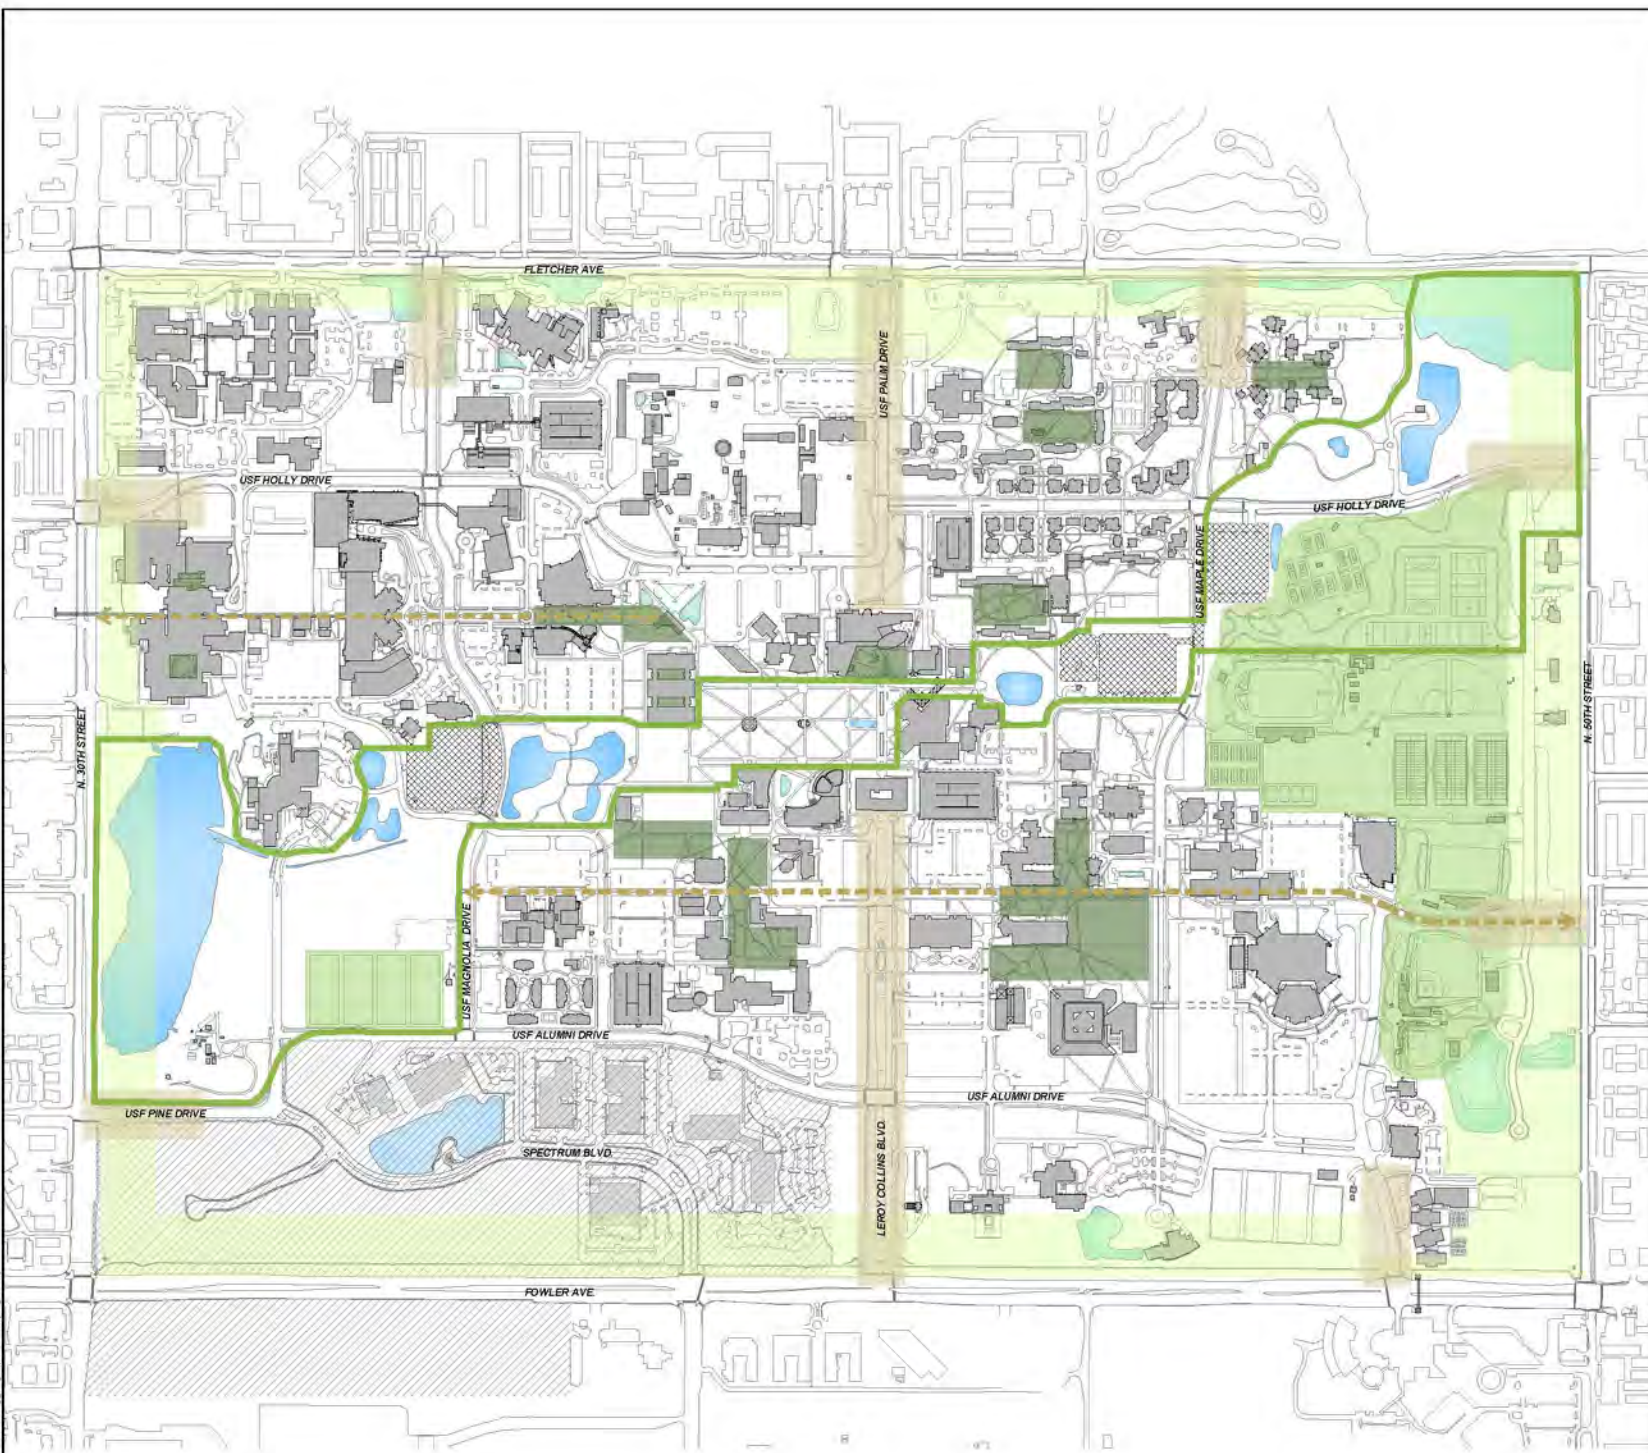 FLETCHER AVE.
USF PALM DRIVE
USF HOLLY DRIVE
USF HOLLY DRIVE
USF MAPLE DRIVE
N. 30TH STREET
N. 50TH STREET
USF MAGNOLIA DRIVE
USF ALUMNI DRIVE
USF ALUMNI DRIVE
USF PINE DRIVE
SPECTRUM BLVD.
LEROY COLLINS BLVD.
FOWLER AVE.